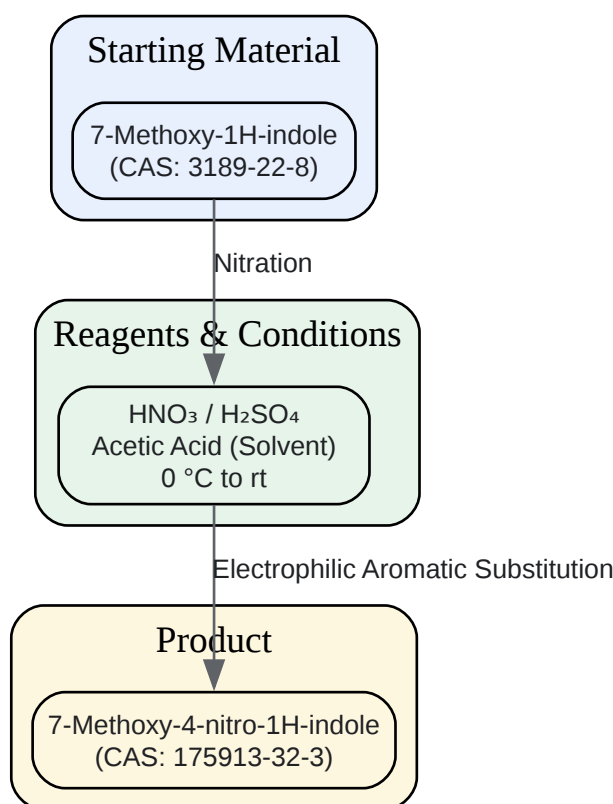 Starting Material
7-Methoxy-1H-indole
(CAS: 3189-22-8)
Nitration
Reagents & Conditions
HNO₃ / H₂SO₄
Acetic Acid (Solvent)
0 °C to rt
Electrophilic Aromatic Substitution
Product
7-Methoxy-4-nitro-1H-indole
(CAS: 175913-32-3)